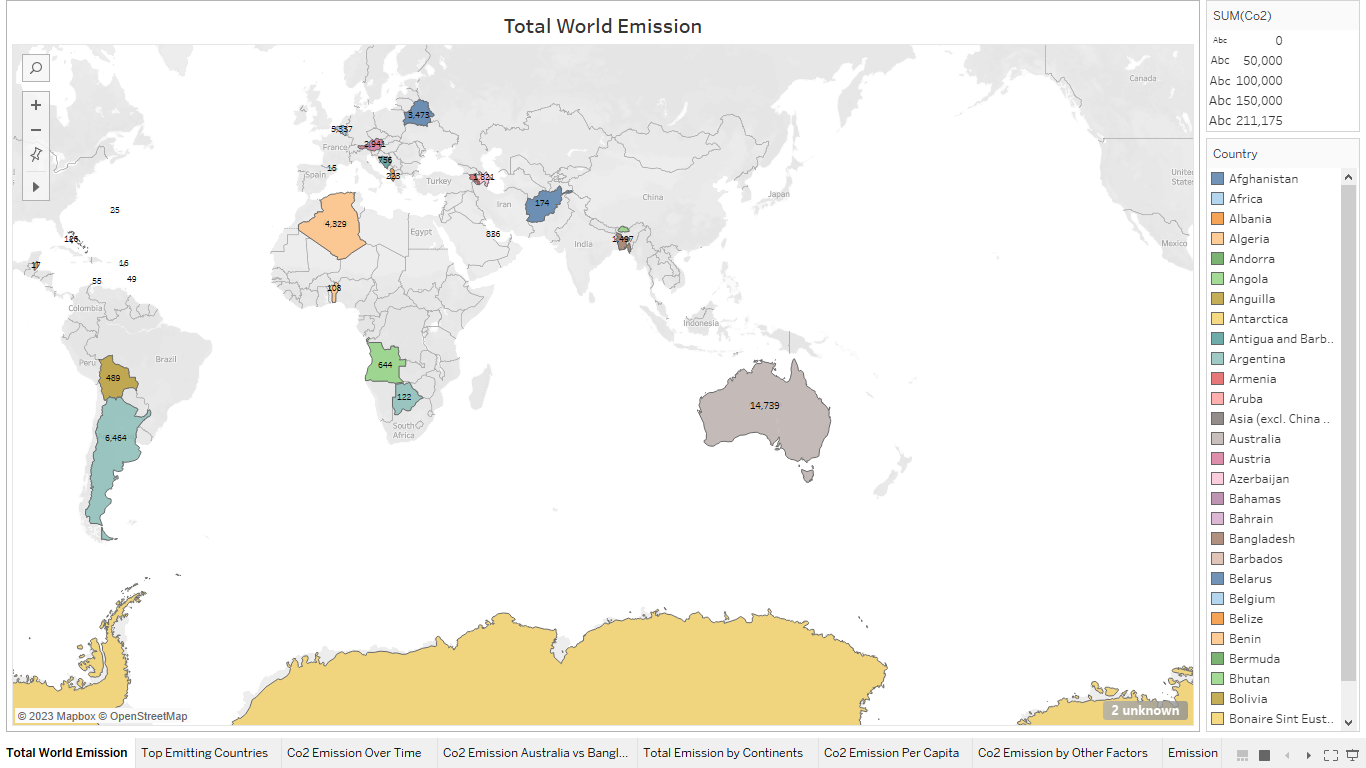 Total World Emission
Canada
United
States
Mexico
3,473
5,337
France
2,941
756
16
Spain
223
Turkey
1,821
Iran
China
Japan
25
4,329
Egypt
174
836
India
1,497
126
17
16
55
49
108
Colombia
Indonesia
Peru
Brazil
489
644
122
South
Africa
14,739
6,464
© 2023 Mapbox © OpenStreetMap
2 unknown
SUM(Co2)
Abc 0
Abc 50,000
Abc 100,000
Abc 150,000
Abc 211,175
Country
Afghanistan
Africa
Albania
Algeria
Andorra
Angola
Anguilla
Antarctica
Antigua and Barb..
Argentina
Armenia
Aruba
Asia (excl. China ..
Australia
Austria
Azerbaijan
Bahamas
Bahrain
Bangladesh
Barbados
Belarus
Belgium
Belize
Benin
Bermuda
Bhutan
Bolivia
Bonaire Sint Eust..
Total World Emission
Top Emitting Countries
Co2 Emission Over Time
Co2 Emission Australia vs Bangl...
Total Emission by Continents
Co2 Emission Per Capita
Co2 Emission by Other Factors
Emission